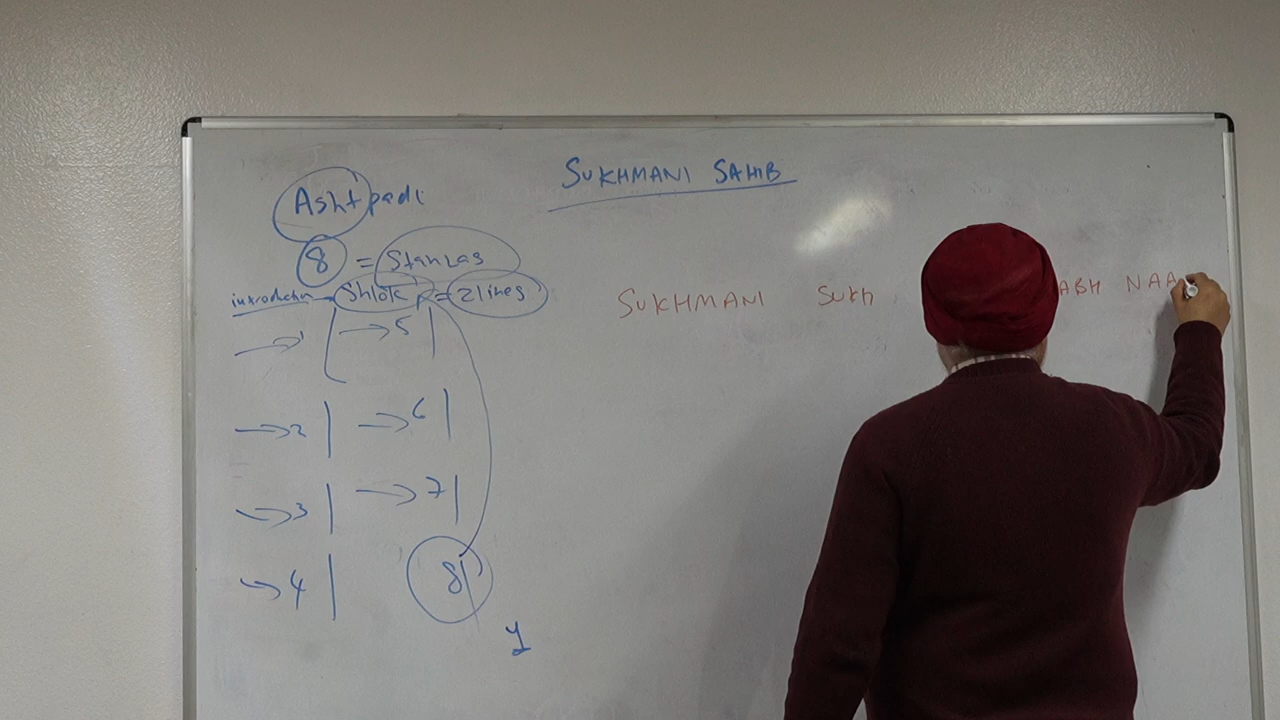 SUKHMANI SAHIB
Ashtpadi
8 = Stanzas
introduction → Shlok = 2 lines
→ 1 → 5
→ 2 → 6
→ 3 → 7
→ 4 8
SUKHMANI SUKH ABH NAA